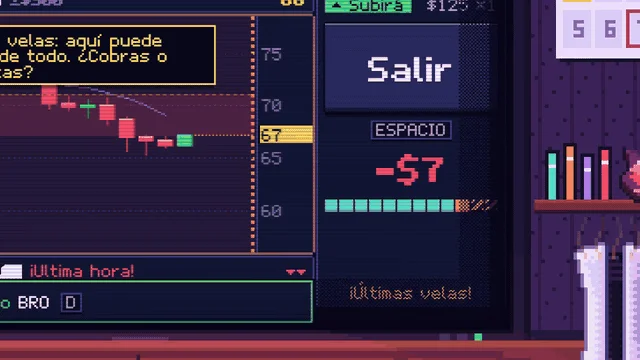 Subirá $125 ×1
velas: aquí puede
de todo. ¿Cobras o
Salir
ESPACIO
-$7
75
70
67
65
60
¡Última hora!
BRO D
¡Últimas velas!
5 6